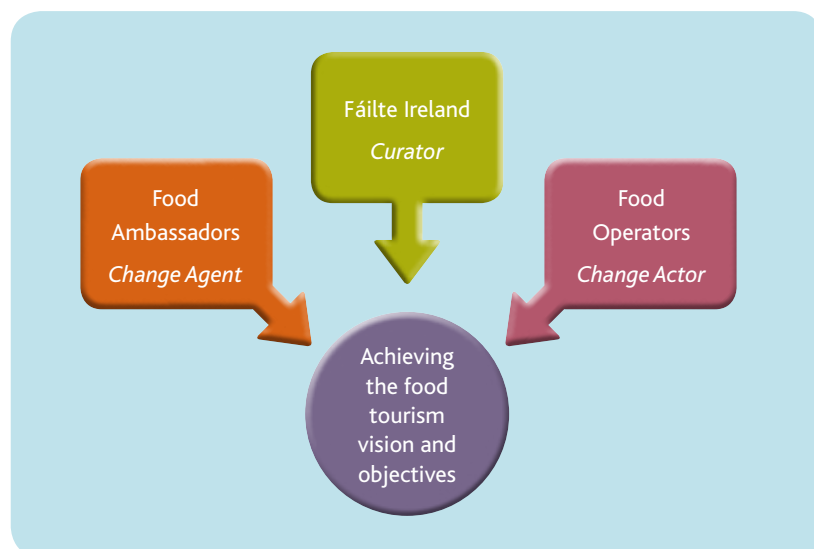 Fáilte Ireland
Curator
Food
Ambassadors
Change Agent
Food
Operators
Change Actor
Achieving
the food
tourism
vision and
objectives